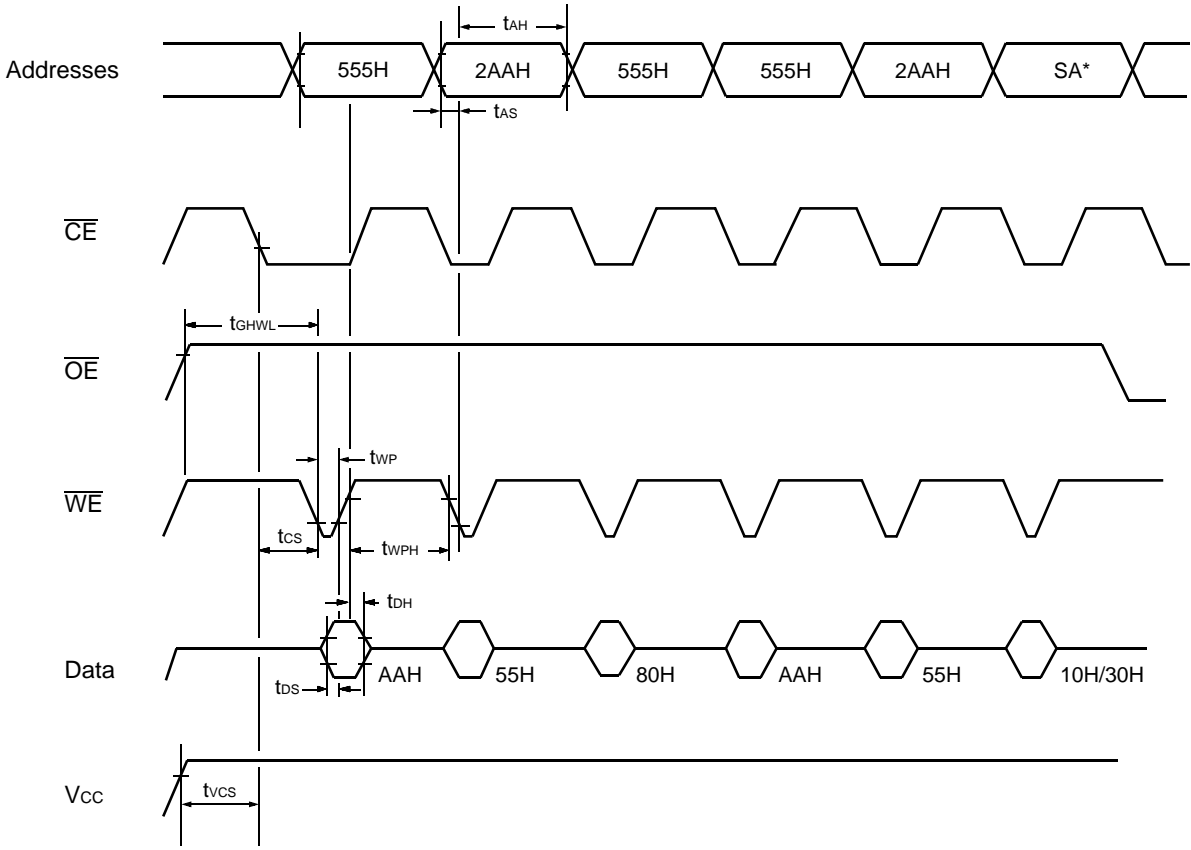 tAH
Addresses 555H 2AAH 555H 555H 2AAH SA*
tAS
CE
tGHWL
OE
tWP
WE
tCS tWPH
tDH
Data AAH 55H 80H AAH 55H 10H/30H
tDS
VCC tVCS